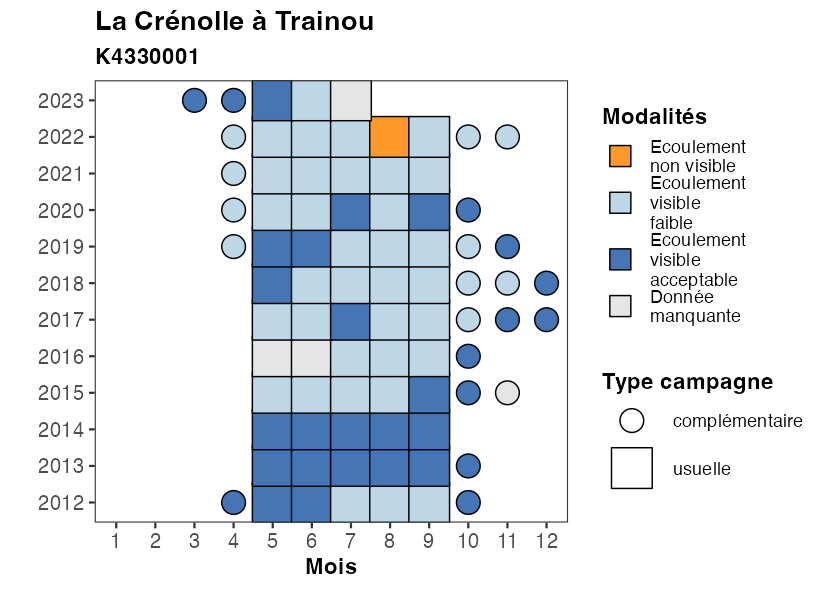 La Crénolle à Trainou
K4330001
2023
2022
2021
2020
2019
2018
2017
2016
2015
2014
2013
2012
1 2 3 4 5 6 7 8 9 10 11 12
Mois
Modalités
Ecoulement
non visible
Ecoulement
visible
faible
Ecoulement
visible
acceptable
Donnée
manquante
Type campagne
complémentaire
usuelle